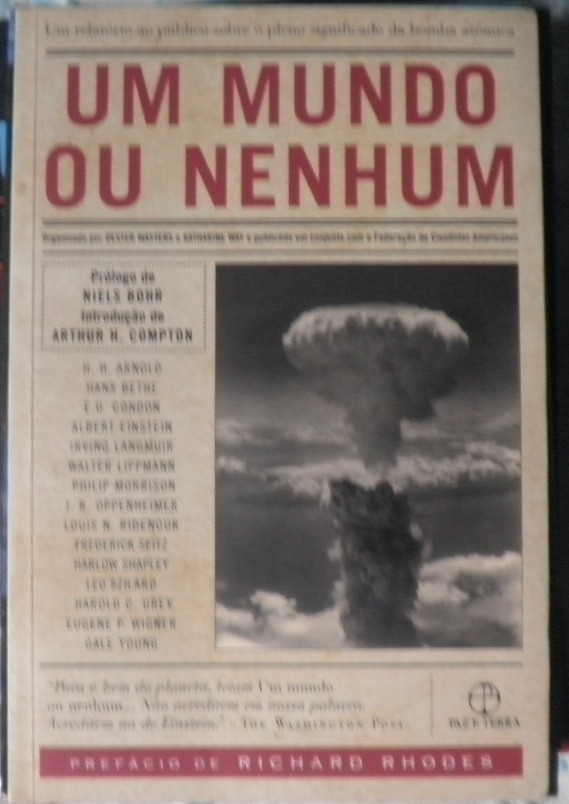 Um relatório ao público sobre o pleno significado da bomba atômica
UM MUNDO
OU NENHUM
Organizado por DEXTER MASTERS e KATHARINE WAY e publicado em conjunto com a Federação de Cientistas Americanos
Prólogo de
NIELS BOHR
Introdução de
ARTHUR H. COMPTON
H. H. ARNOLD
HANS BETHE
E.U. CONDON
ALBERT EINSTEIN
IRVING LANGMUIR
WALTER LIPPMANN
PHILIP MORRISON
J. R. OPPENHEIMER
LOUIS N. RIDENOUR
FREDERICK SEITZ
HARLOW SHAPLEY
LEO SZILARD
HAROLD C. UREY
EUGENE P. WIGNER
GALE YOUNG
"Para o bem do planeta, leiam Um mundo
ou nenhum... Não acreditem em nossa palavra.
Acreditem na de Einstein." – THE WASHINGTON POST
PAZ E TERRA
PREFÁCIO DE RICHARD RHODES